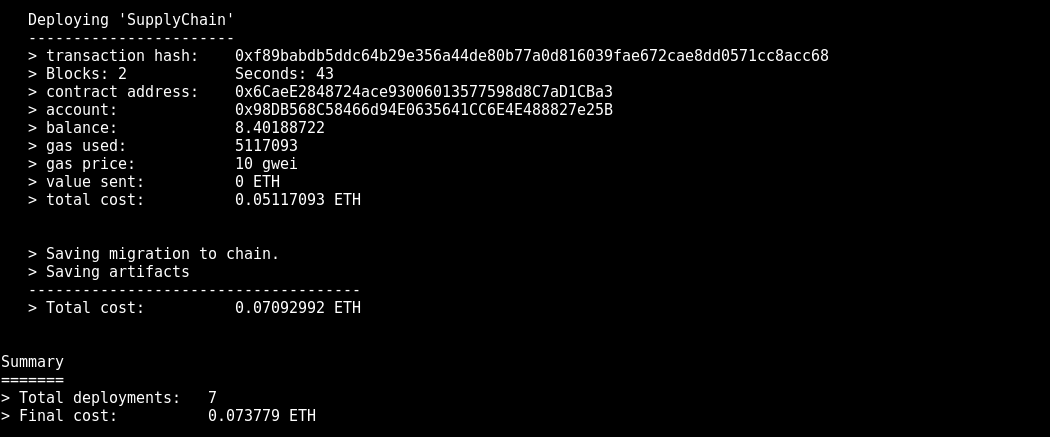 Deploying 'SupplyChain'
-----------------------
> transaction hash:    0xf89babdb5ddc64b29e356a44de80b77a0d816039fae672cae8dd0571cc8acc68
> Blocks: 2            Seconds: 43
> contract address:    0x6CaeE2848724ace93006013577598d8C7aD1CBa3
> account:             0x98DB568C58466d94E0635641CC6E4E488827e25B
> balance:             8.40188722
> gas used:            5117093
> gas price:           10 gwei
> value sent:          0 ETH
> total cost:          0.05117093 ETH
> Saving migration to chain.
> Saving artifacts
-------------------------------------
> Total cost:          0.07092992 ETH
Summary
=======
> Total deployments:   7
> Final cost:          0.073779 ETH